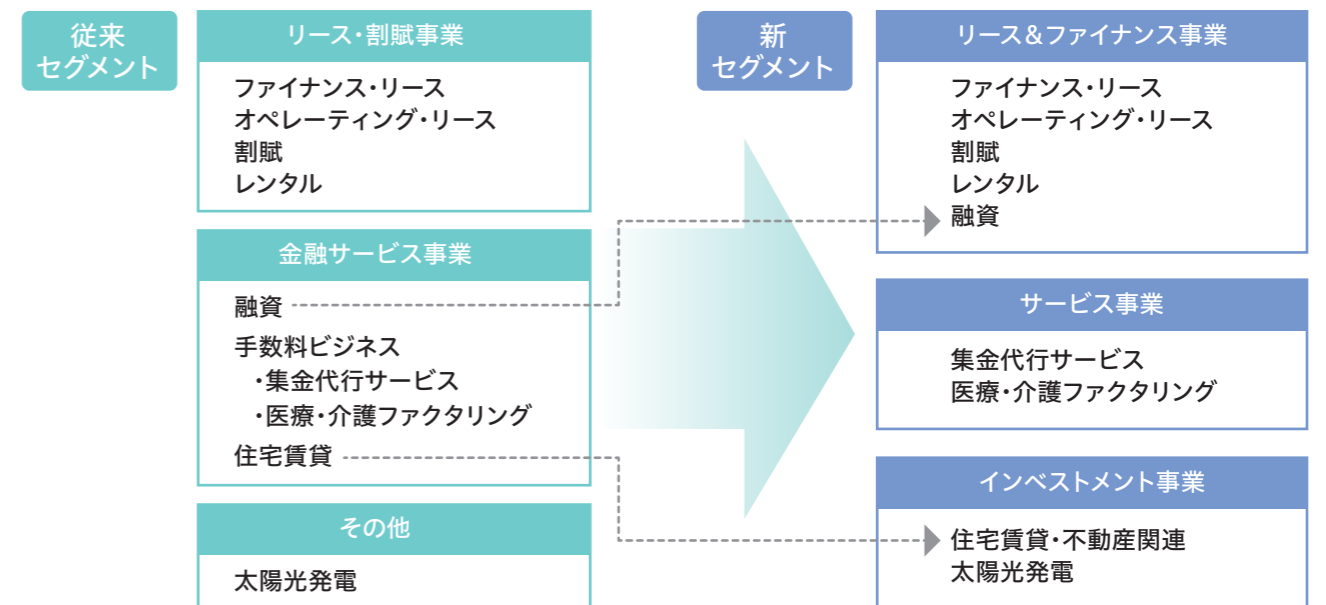 従来
セグメント
リース・割賦事業
ファイナンス・リース
オペレーティング・リース
割賦
レンタル
金融サービス事業
融資
手数料ビジネス
・集金代行サービス
・医療・介護ファクタリング
住宅賃貸
その他
太陽光発電
新
セグメント
リース&ファイナンス事業
ファイナンス・リース
オペレーティング・リース
割賦
レンタル
融資
サービス事業
集金代行サービス
医療・介護ファクタリング
インベストメント事業
住宅賃貸・不動産関連
太陽光発電